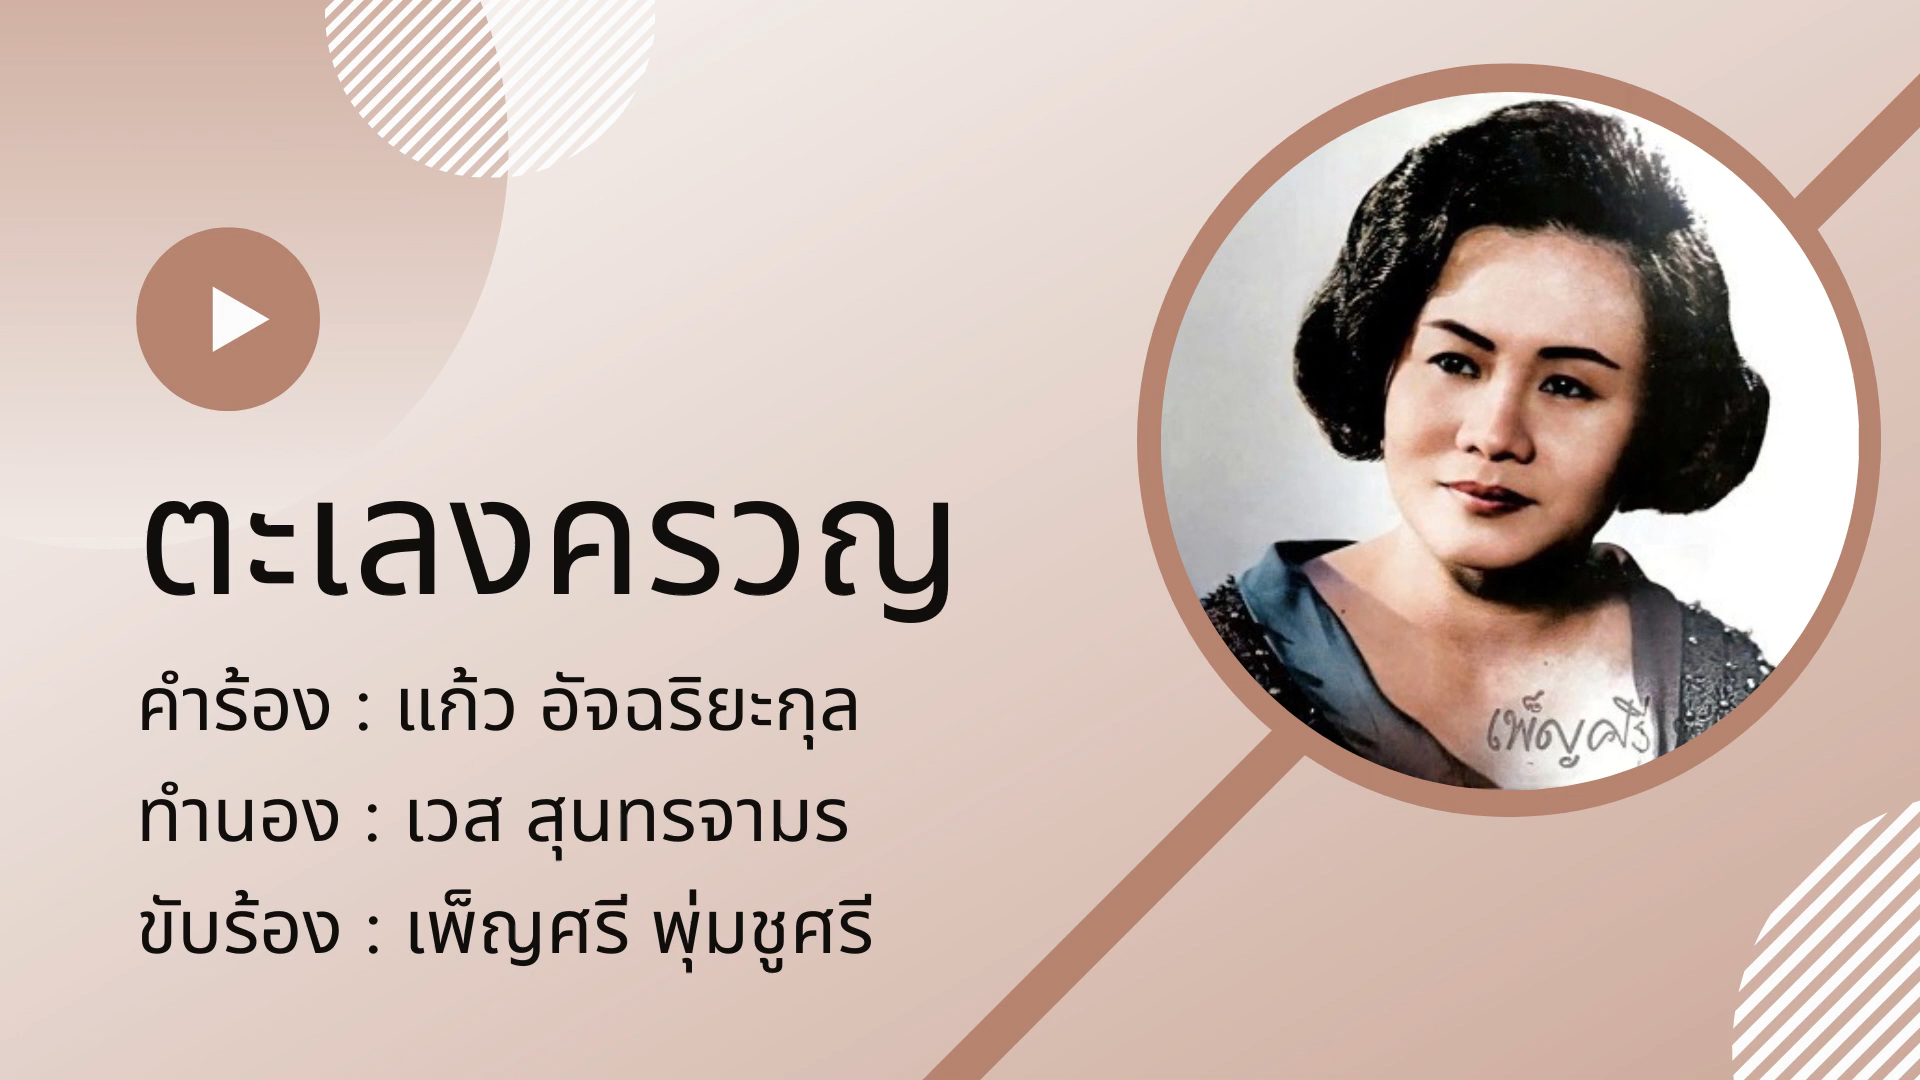 ตะเลงครวญ
คำร้อง : แก้ว อัจฉริยะกุล
ทำนอง : เวส สุนทรจามร
ขับร้อง : เพ็ญศรี พุ่มชูศรี
เพ็ญศรี